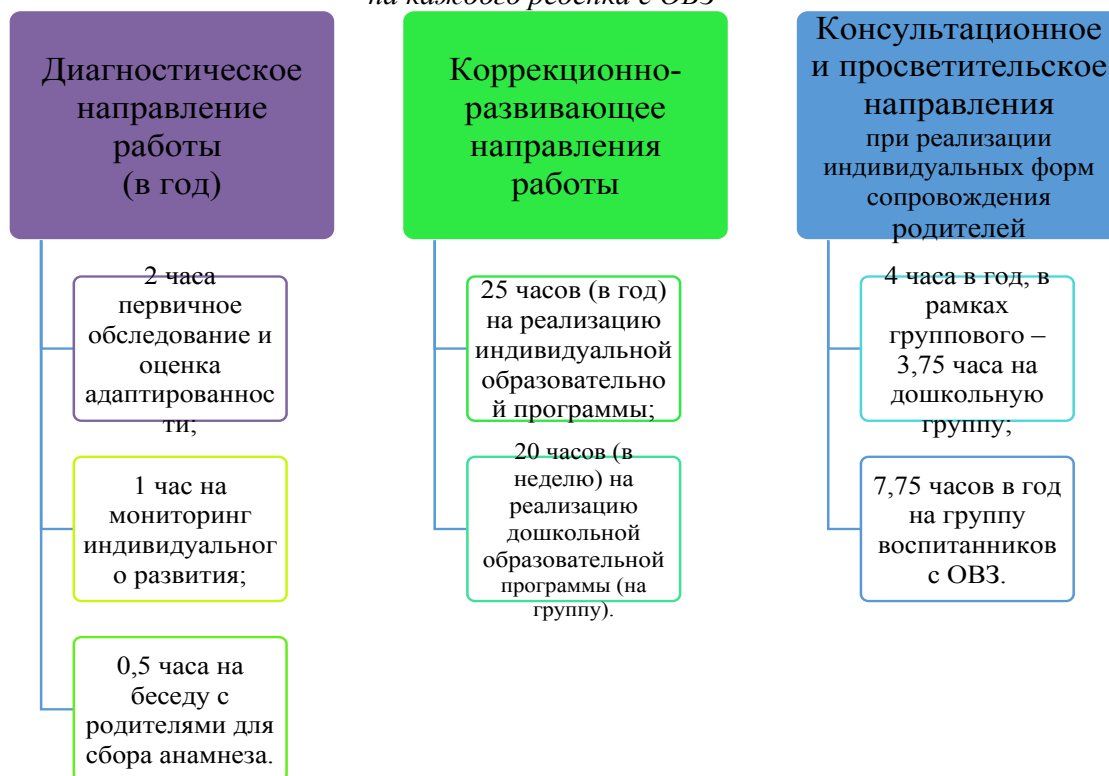 на каждого ребенка с ОВЗ
Диагностическое
направление
работы
(в год)
2 часа
первичное
обследование и
оценка
адаптированнос
ти;
1 час на
мониторинг
индивидуальног
о развития;
0,5 часа на
беседу с
родителями для
сбора анамнеза.
Коррекционно-
развивающее
направления
работы
25 часов (в год)
на реализацию
индивидуальной
образовательно
й программы;
20 часов (в
неделю) на
реализацию
дошкольной
образовательной
программы (на
группу).
Консультационное
и просветительское
направления
при реализации
индивидуальных форм
сопровождения
родителей
4 часа в год, в
рамках
группового –
3,75 часа на
дошкольную
группу;
7,75 часов в год
на группу
воспитанников
с ОВЗ.